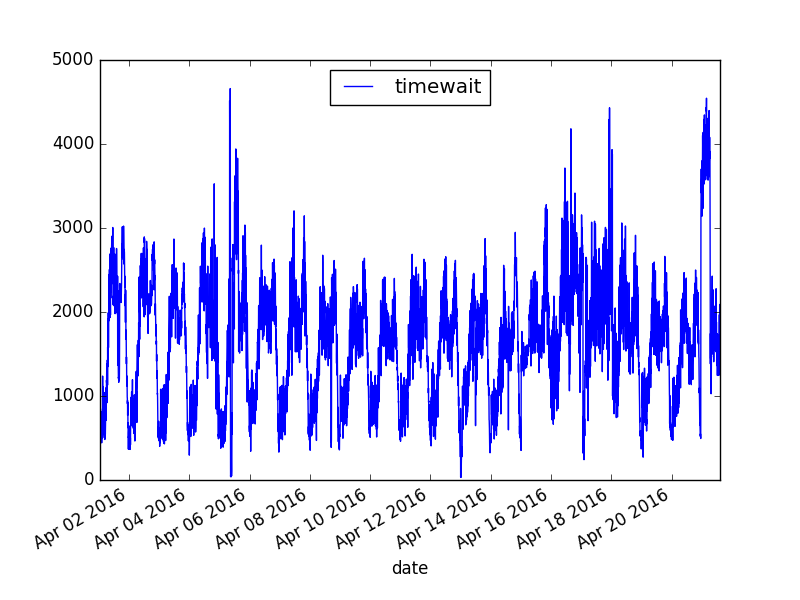 5000
timewait
4000
3000
2000
1000
0
Apr 02 2016
Apr 04 2016
Apr 06 2016
Apr 08 2016
Apr 10 2016
Apr 12 2016
Apr 14 2016
Apr 16 2016
Apr 18 2016
Apr 20 2016
date